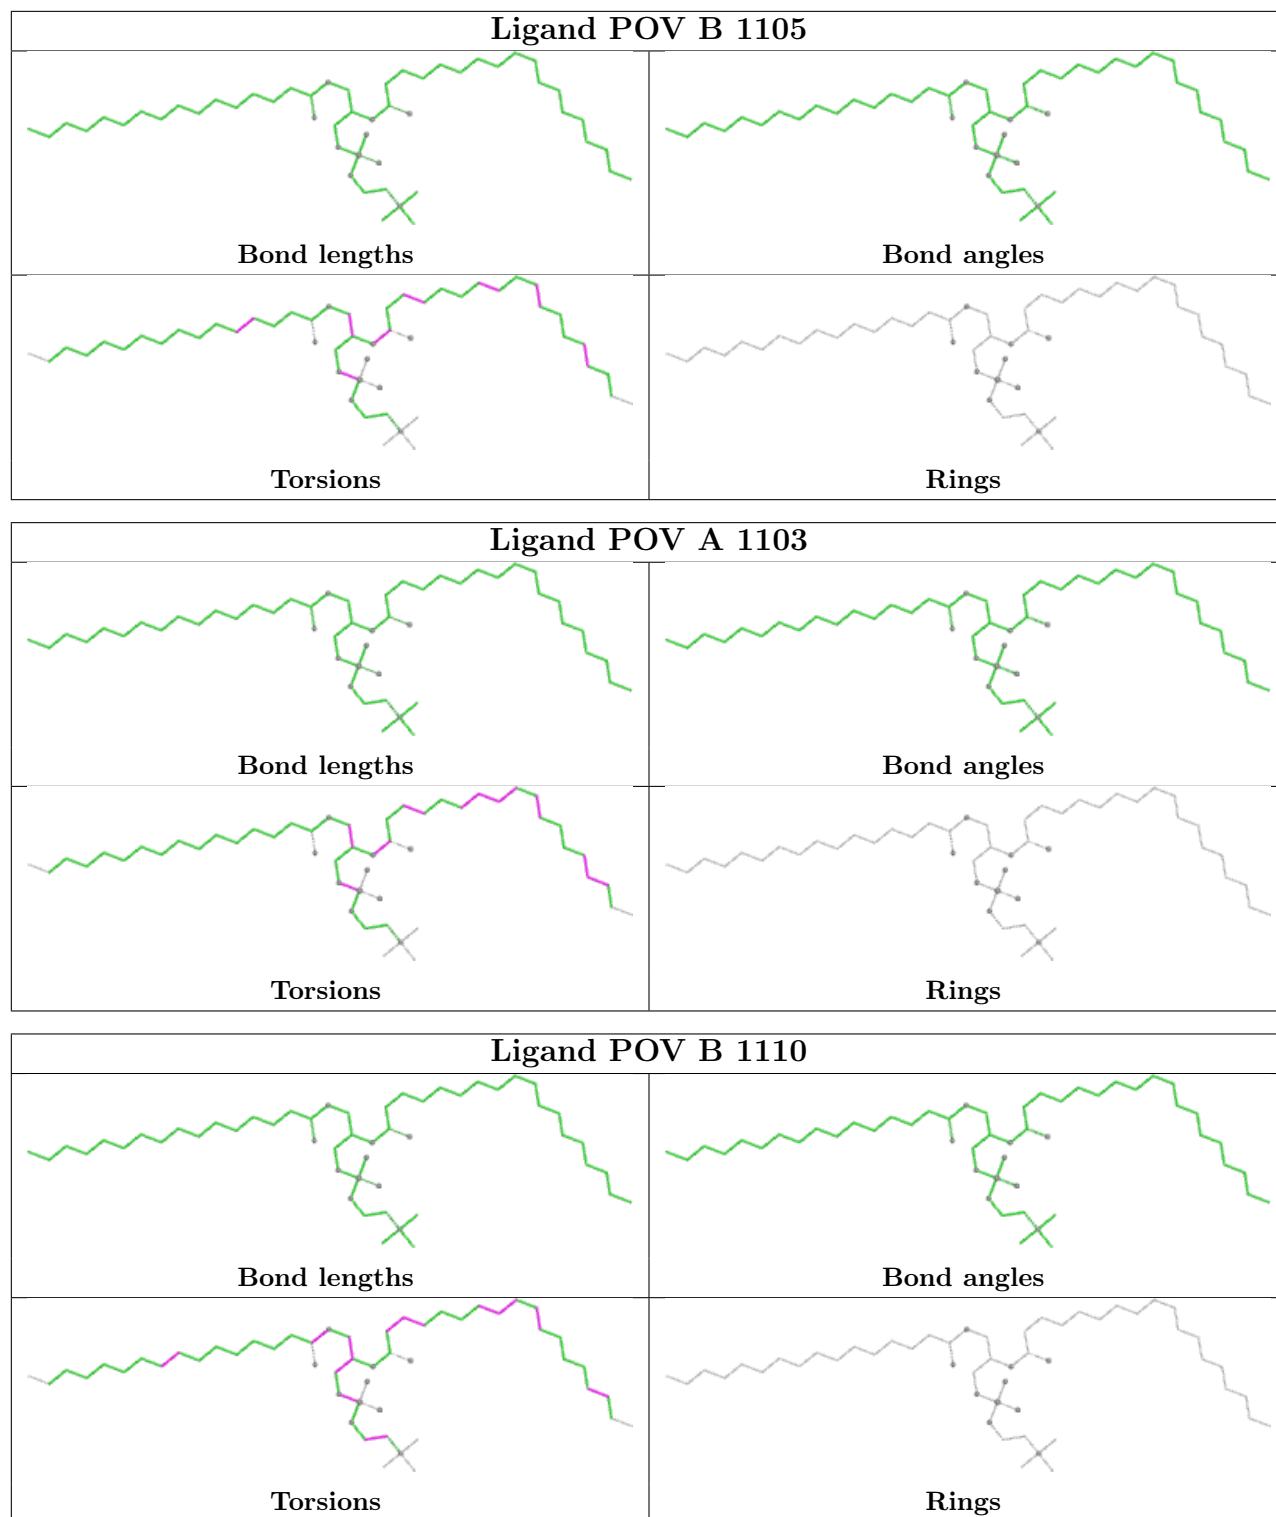 Ligand POV B 1105
Bond lengths
Bond angles
Torsions
Rings
Ligand POV A 1103
Bond lengths
Bond angles
Torsions
Rings
Ligand POV B 1110
Bond lengths
Bond angles
Torsions
Rings